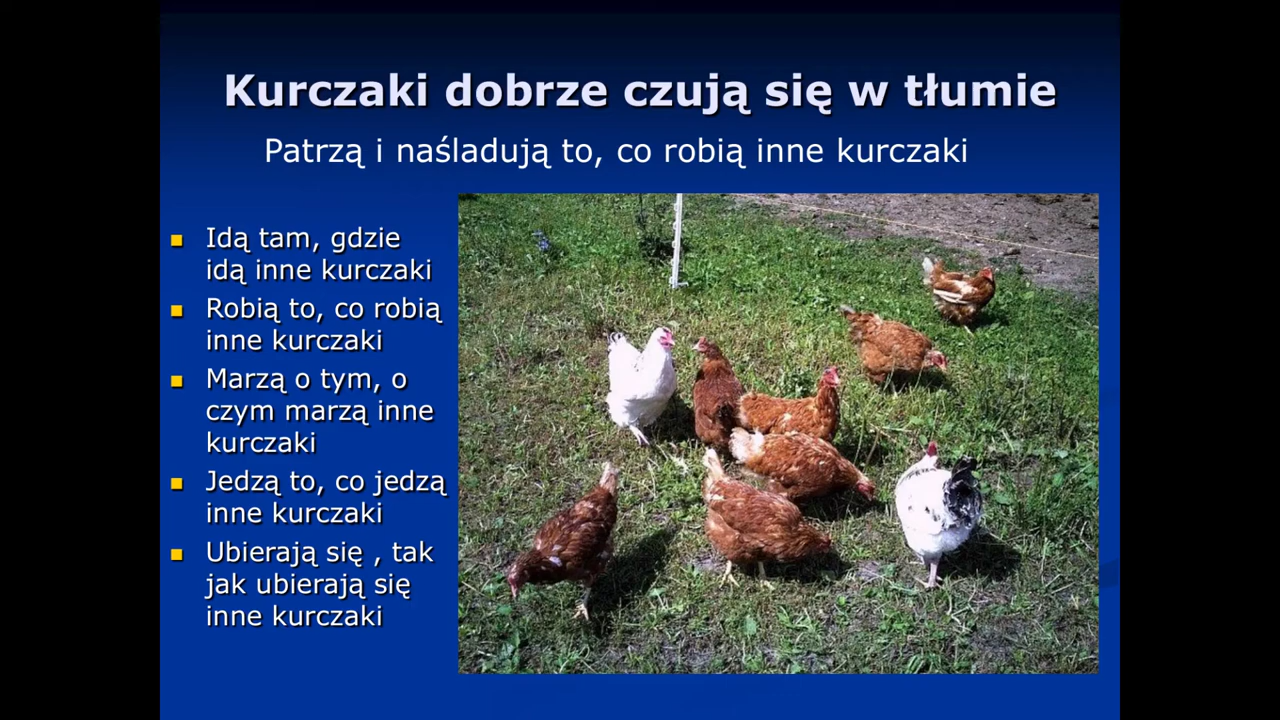 Kurczaki dobrze czują się w tłumie
Patrzą i naśladują to, co robią inne kurczaki
Idą tam, gdzie
idą inne kurczaki
Robią to, co robią
inne kurczaki
Marzą o tym, o
czym marzą inne
kurczaki
Jedzą to, co jedzą
inne kurczaki
Ubierają się , tak
jak ubierają się
inne kurczaki